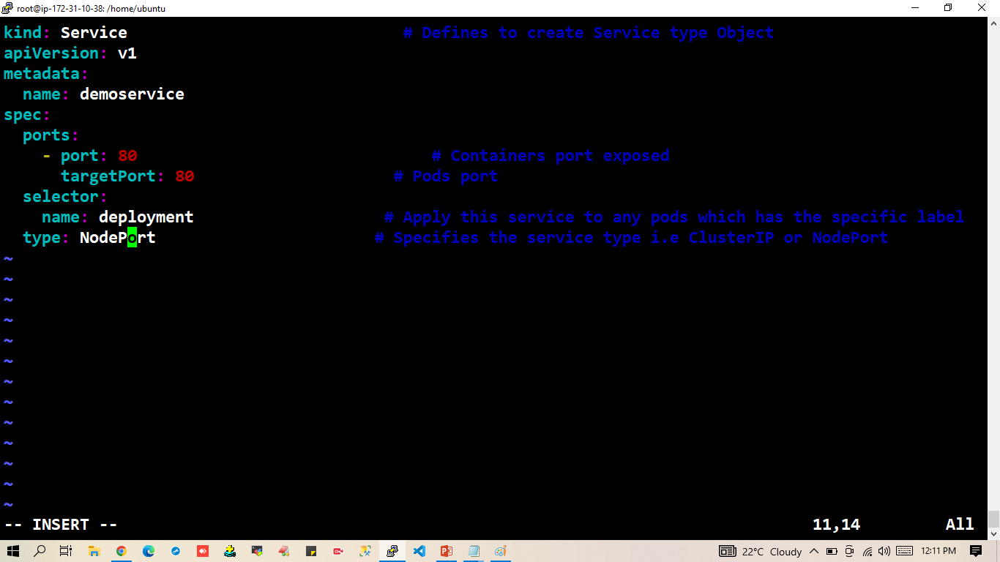 root@ip-172-31-10-38: /home/ubuntu
kind: Service # Defines to create Service type Object
apiVersion: v1
metadata:
  name: demoservice
spec:
  ports:
    - port: 80 # Containers port exposed
      targetPort: 80 # Pods port
  selector:
    name: deployment # Apply this service to any pods which has the specific label
  type: NodePort # Specifies the service type i.e ClusterIP or NodePort
~
~
~
~
~
~
~
~
~
~
~
~
~
-- INSERT -- 11,14 All
22°C Cloudy 12:11 PM